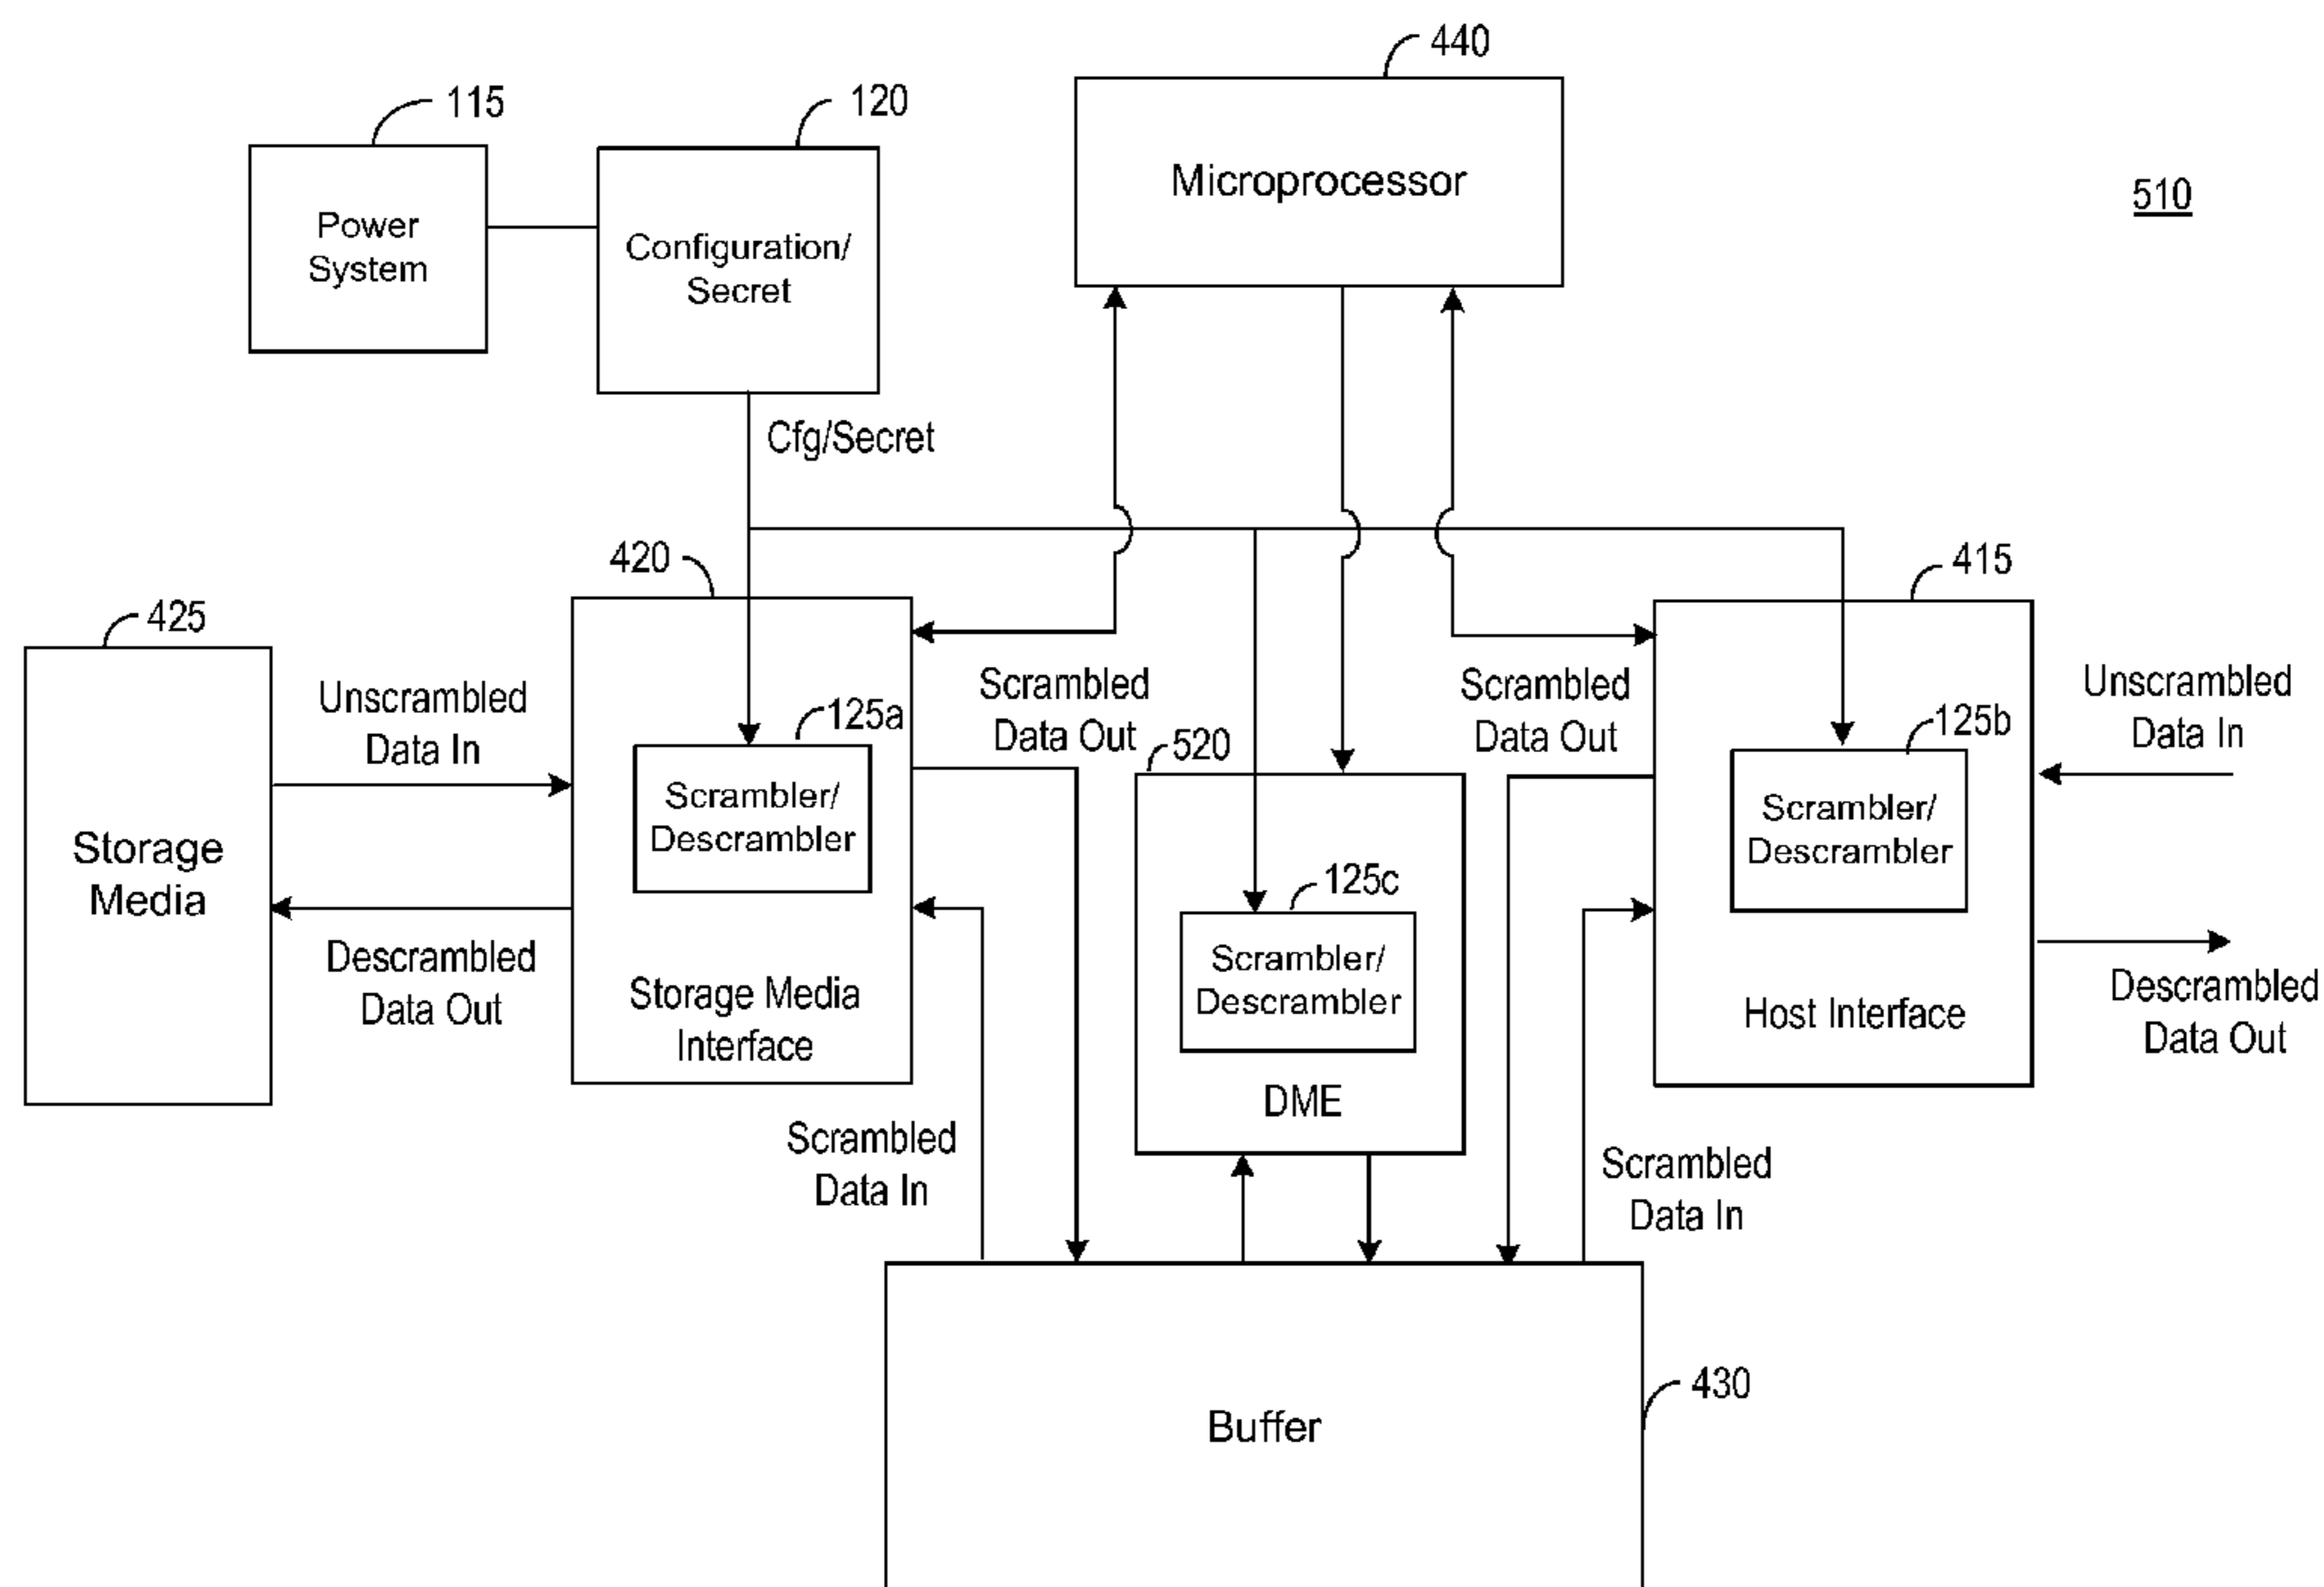 440
115
120
Power
System
Configuration/
Secret
Microprocessor
510
Cfg/Secret
420
415
425
Unscrambled
Data In
125a
Scrambler/
Descrambler
Scrambled
Data Out
520
Scrambled
Data Out
125b
Scrambler/
Descrambler
Unscrambled
Data In
Storage
Media
125c
Scrambler/
Descrambler
Descrambled
Data Out
Storage Media
Interface
Host Interface
Descrambled
Data Out
DME
Scrambled
Data In
Scrambled
Data In
430
Buffer